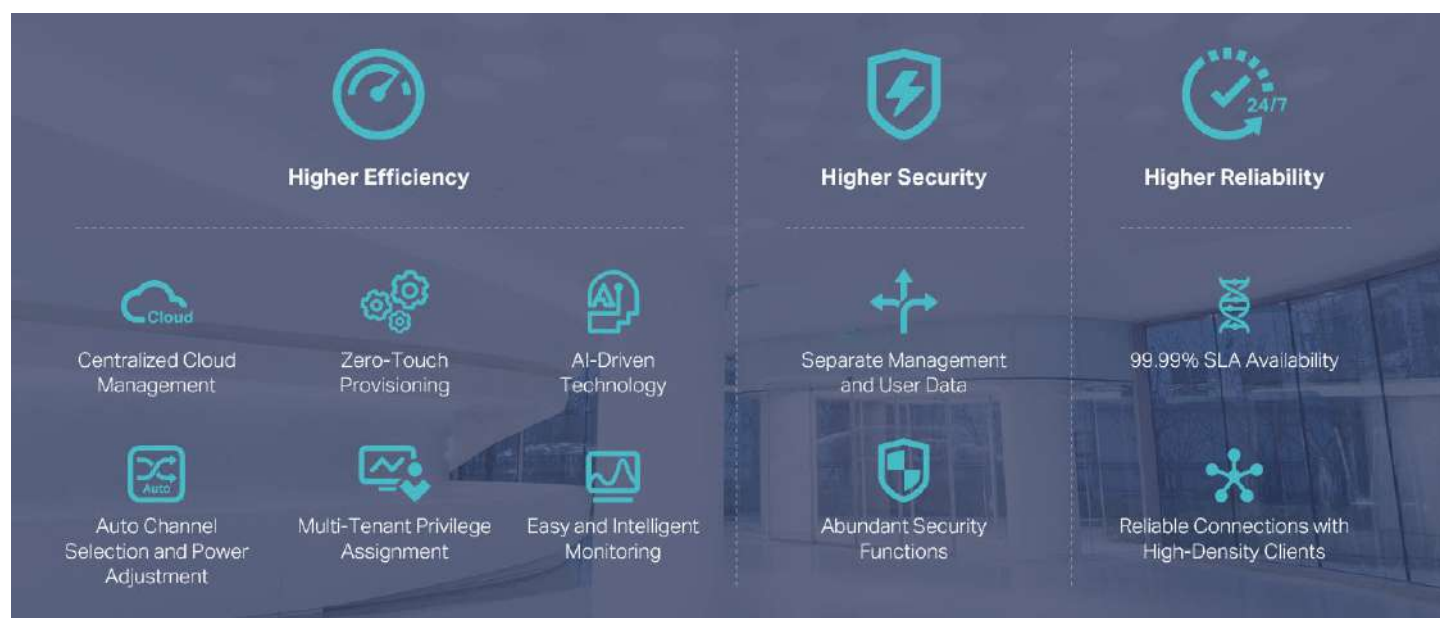 24/7
Higher Efficiency
Higher Security
Higher Reliability
Cloud
AI
Centralized Cloud
Management
Zero-Touch
Provisioning
AI-Driven
Technology
Separate Management
and User Data
99.99% SLA Availability
Auto
Auto Channel
Selection and Power
Adjustment
Multi-Tenant Privilege
Assignment
Easy and Intelligent
Monitoring
Abundant Security
Functions
Reliable Connections with
High-Density Clients